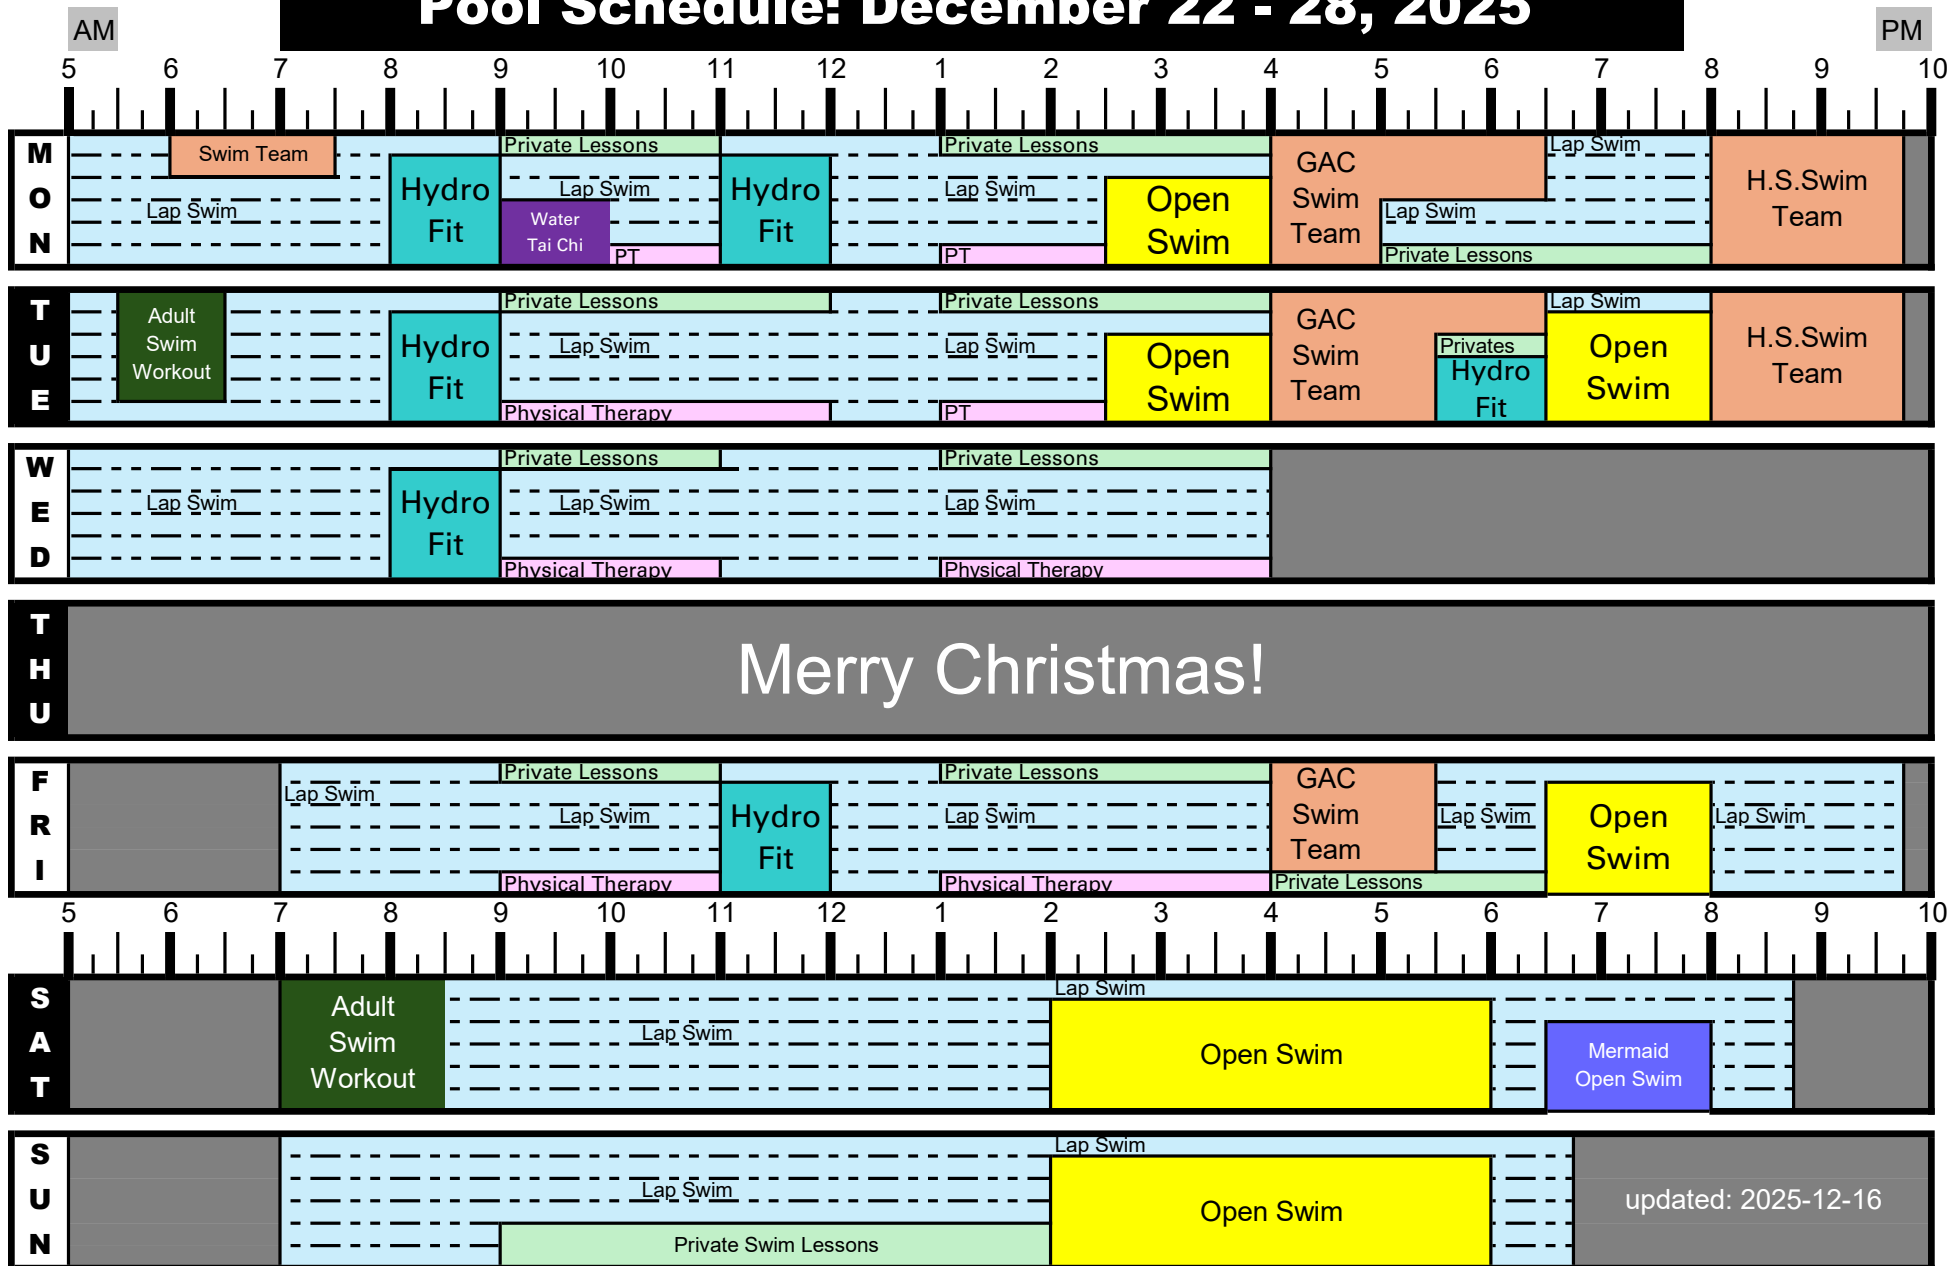 Pool Schedule: December 22 - 28, 2025
AM
PM
5 6 7 8 9 10 11 12 1 2 3 4 5 6 7 8 9 10
M
O
N
Swim Team
Lap Swim
Hydro
Fit
Private Lessons
Lap Swim
Water
Tai Chi
PT
Hydro
Fit
Private Lessons
Lap Swim
PT
Open
Swim
GAC
Swim
Team
Lap Swim
Lap Swim
Private Lessons
H.S.Swim
Team
T
U
E
Adult
Swim
Workout
Hydro
Fit
Private Lessons
Lap Swim
Physical Therapy
Private Lessons
Lap Swim
PT
Open
Swim
GAC
Swim
Team
Privates
Hydro
Fit
Lap Swim
Open
Swim
H.S.Swim
Team
W
E
D
Lap Swim
Hydro
Fit
Private Lessons
Lap Swim
Physical Therapy
Private Lessons
Lap Swim
Physical Therapy
T
H
U
Merry Christmas!
F
R
I
Lap Swim
Private Lessons
Lap Swim
Physical Therapy
Hydro
Fit
Private Lessons
Lap Swim
Physical Therapy
GAC
Swim
Team
Private Lessons
Lap Swim
Open
Swim
Lap Swim
5 6 7 8 9 10 11 12 1 2 3 4 5 6 7 8 9 10
S
A
T
Adult
Swim
Workout
Lap Swim
Lap Swim
Open Swim
Mermaid
Open Swim
S
U
N
Lap Swim
Private Swim Lessons
Lap Swim
Open Swim
updated: 2025-12-16